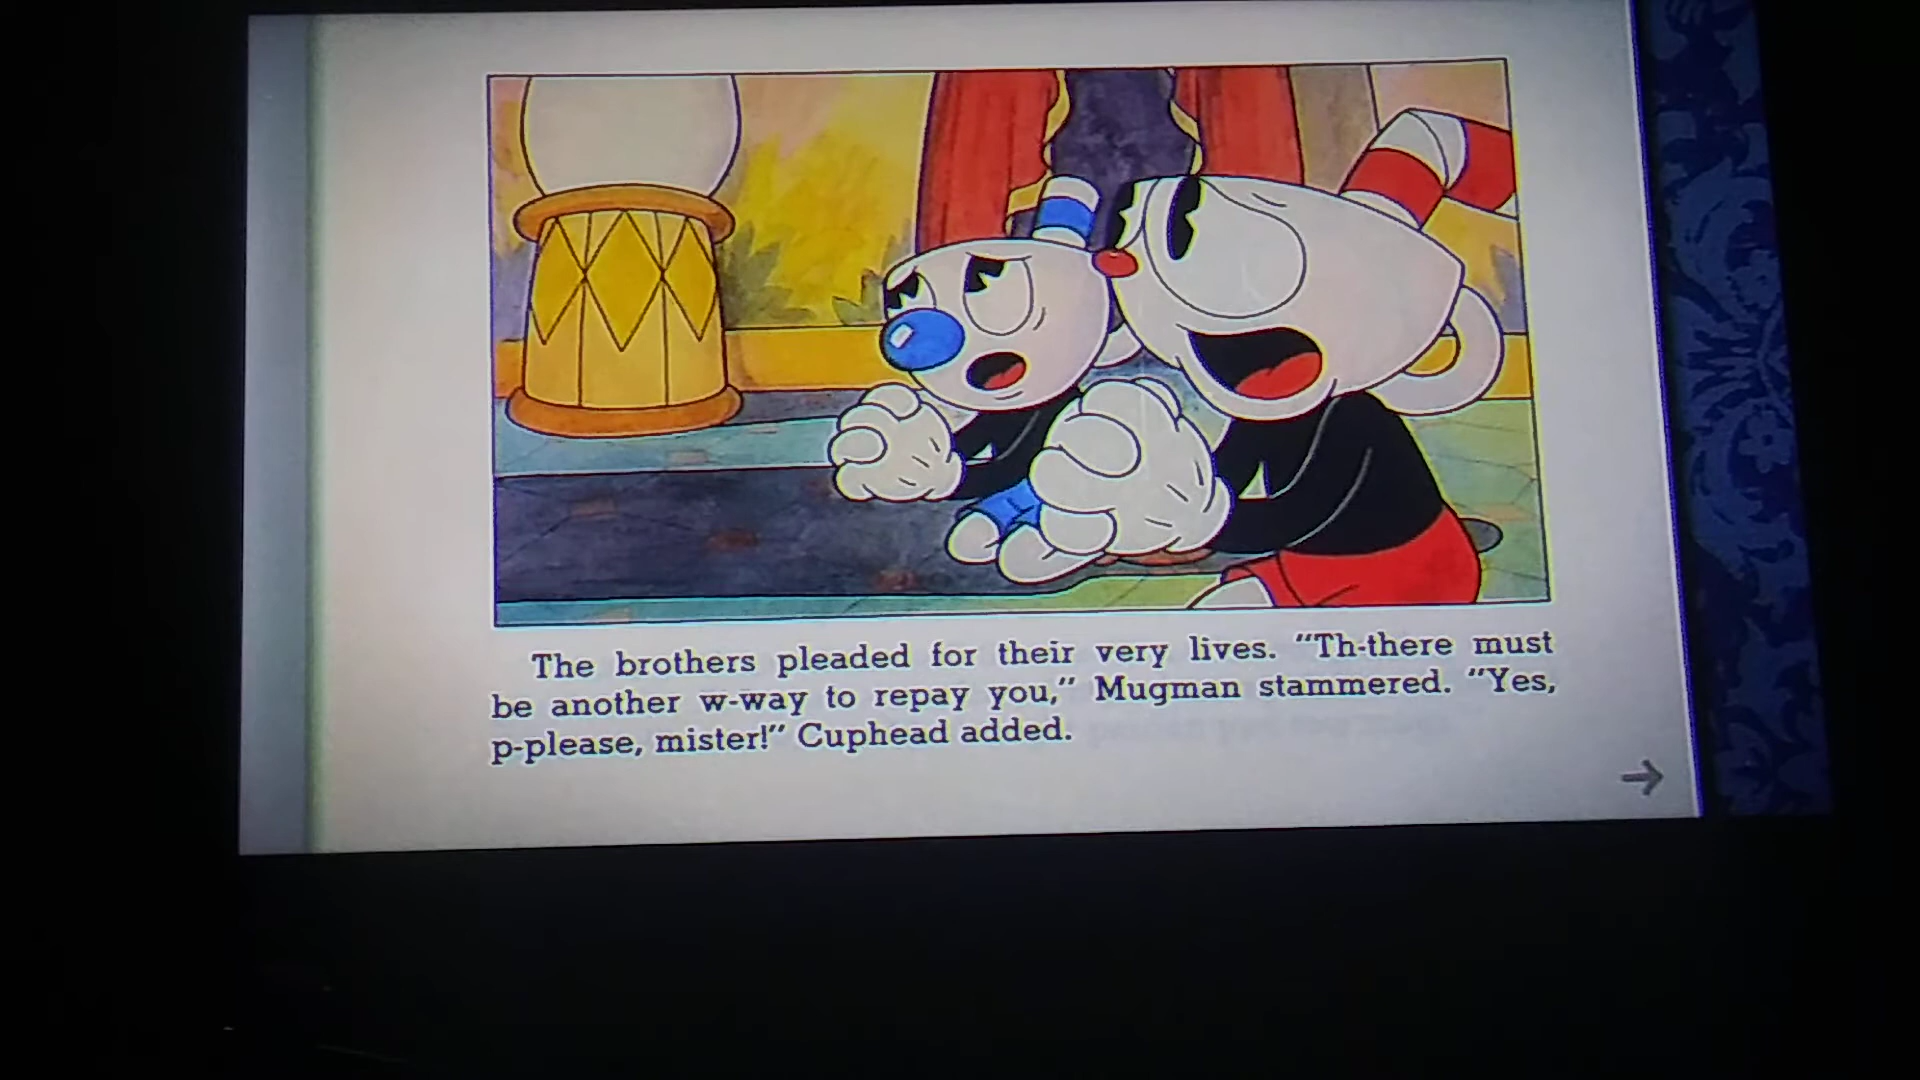 The brothers pleaded for their very lives. “Th-there must
be another w-way to repay you,” Mugman stammered. “Yes,
p-please, mister!” Cuphead added.